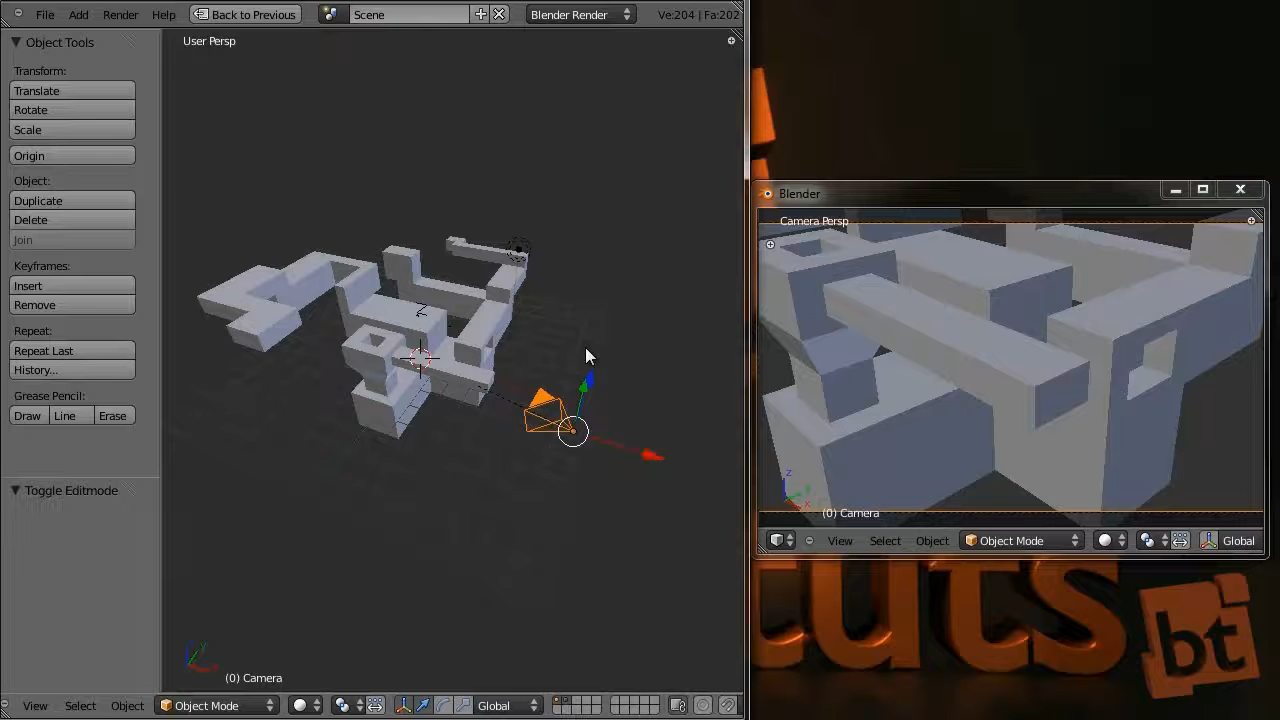 File Add Render Help Back to Previous Scene Blender Render Ve:204 | Fa:202
Object Tools
Transform:
Translate
Rotate
Scale
Origin
Object:
Duplicate
Delete
Join
Keyframes:
Insert
Remove
Repeat:
Repeat Last
History...
Grease Pencil:
Draw Line Erase
Toggle Editmode
User Persp
(0) Camera
View Select Object Object Mode Global
Blender
Camera Persp
(0) Camera
View Select Object Object Mode Global
tuts
bt